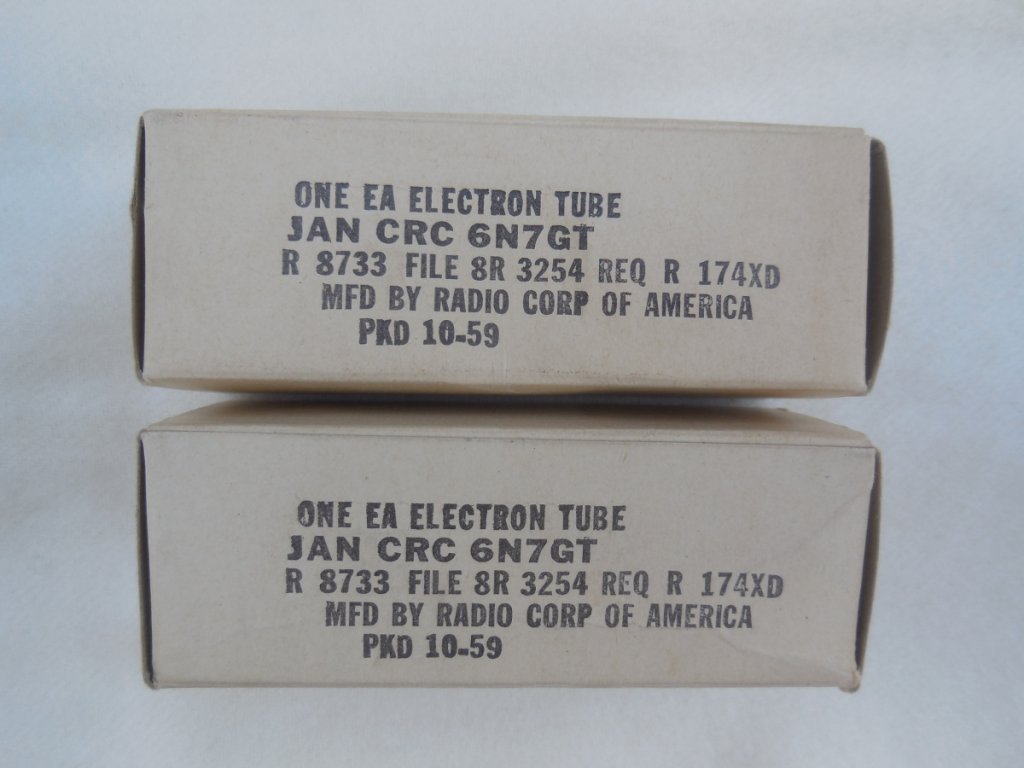 ONE EA ELECTRON TUBE
JAN CRC 6N7GT
R 8733 FILE 8R 3254 REQ R 174XD
MFD BY RADIO CORP OF AMERICA
PKD 10-59
ONE EA ELECTRON TUBE
JAN CRC 6N7GT
R 8733 FILE 8R 3254 REQ R 174XD
MFD BY RADIO CORP OF AMERICA
PKD 10-59